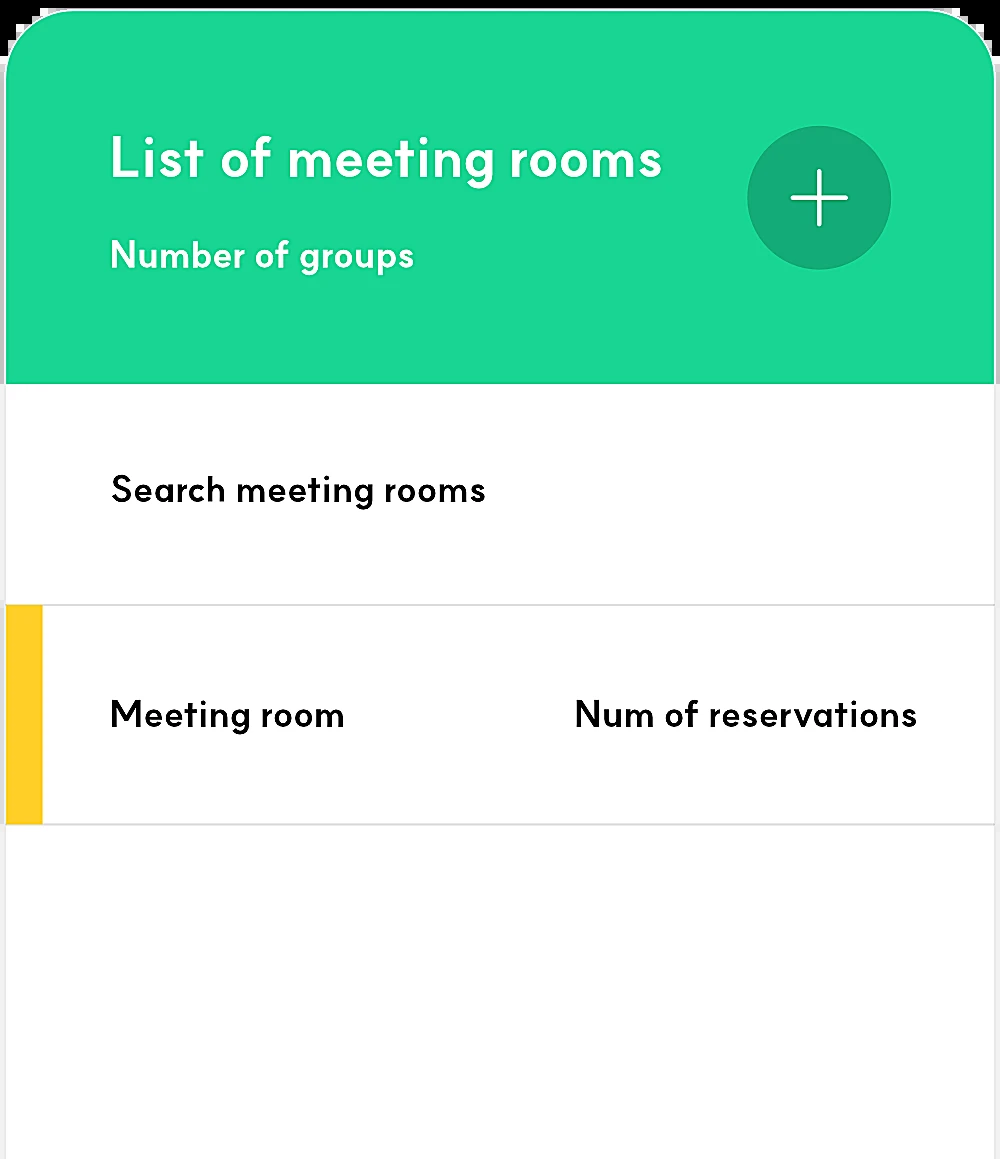 List of meeting rooms
Number of groups
Search meeting rooms
Meeting room Num of reservations